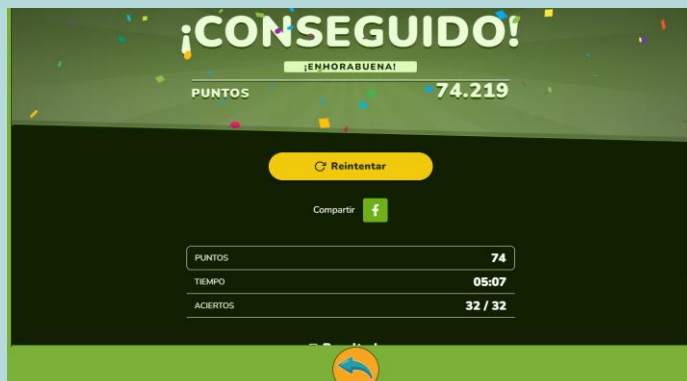 ¡CONSEGUIDO!
¡ENHORABUENA!
PUNTOS 74.219
Reintentar
Compartir f
PUNTOS 74
TIEMPO 05:07
ACIERTOS 32 / 32